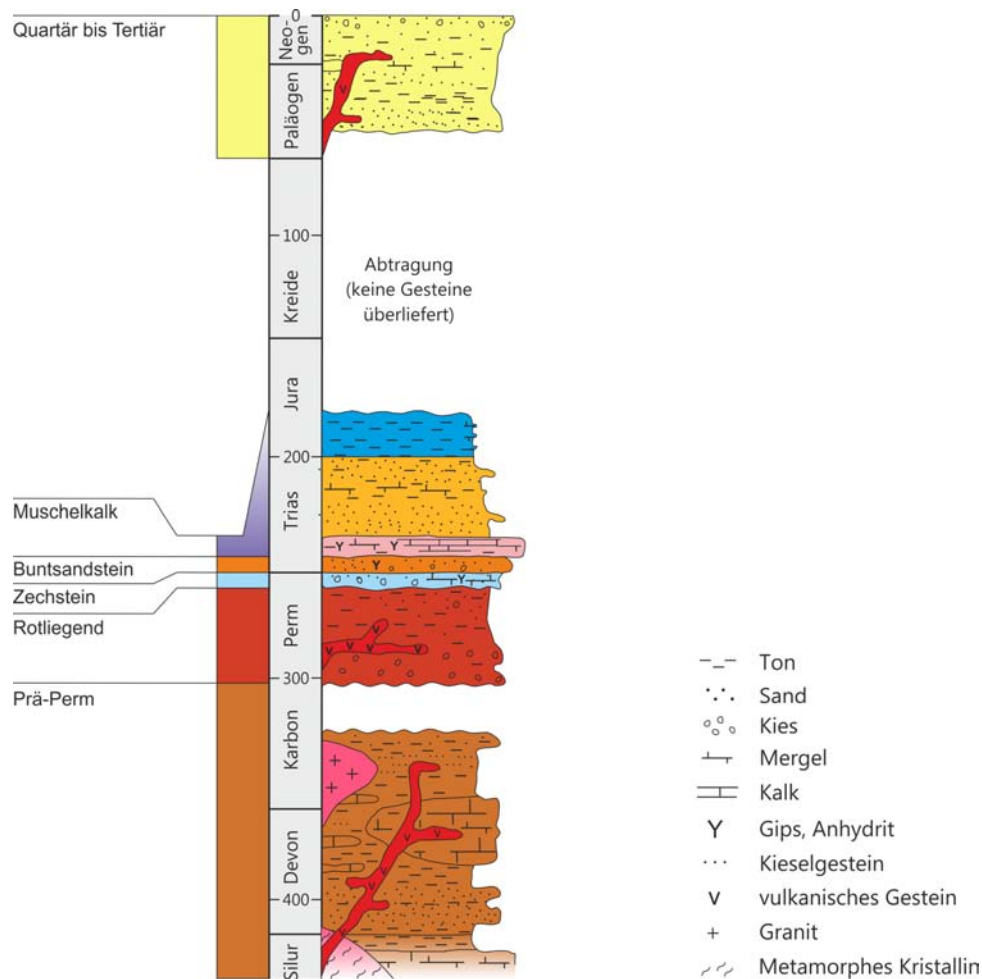 Quartär bis Tertiär
0
Neo-
gen
Paläogen
100
Kreide
Abtragung
(keine Gesteine
überliefert)
Jura
200
Trias
Muschelkalk
Buntsandstein
Zechstein
Rotliegend
Perm
300
Prä-Perm
Karbon
Devon
400
Silur
v
Y Y
Y
Y
v
v v v v
+
+
+
v
v
v
v
Ton
Sand
Kies
Mergel
Kalk
Y Gips, Anhydrit
Kieselgestein
v vulkanisches Gestein
+ Granit
Metamorphes Kristallin